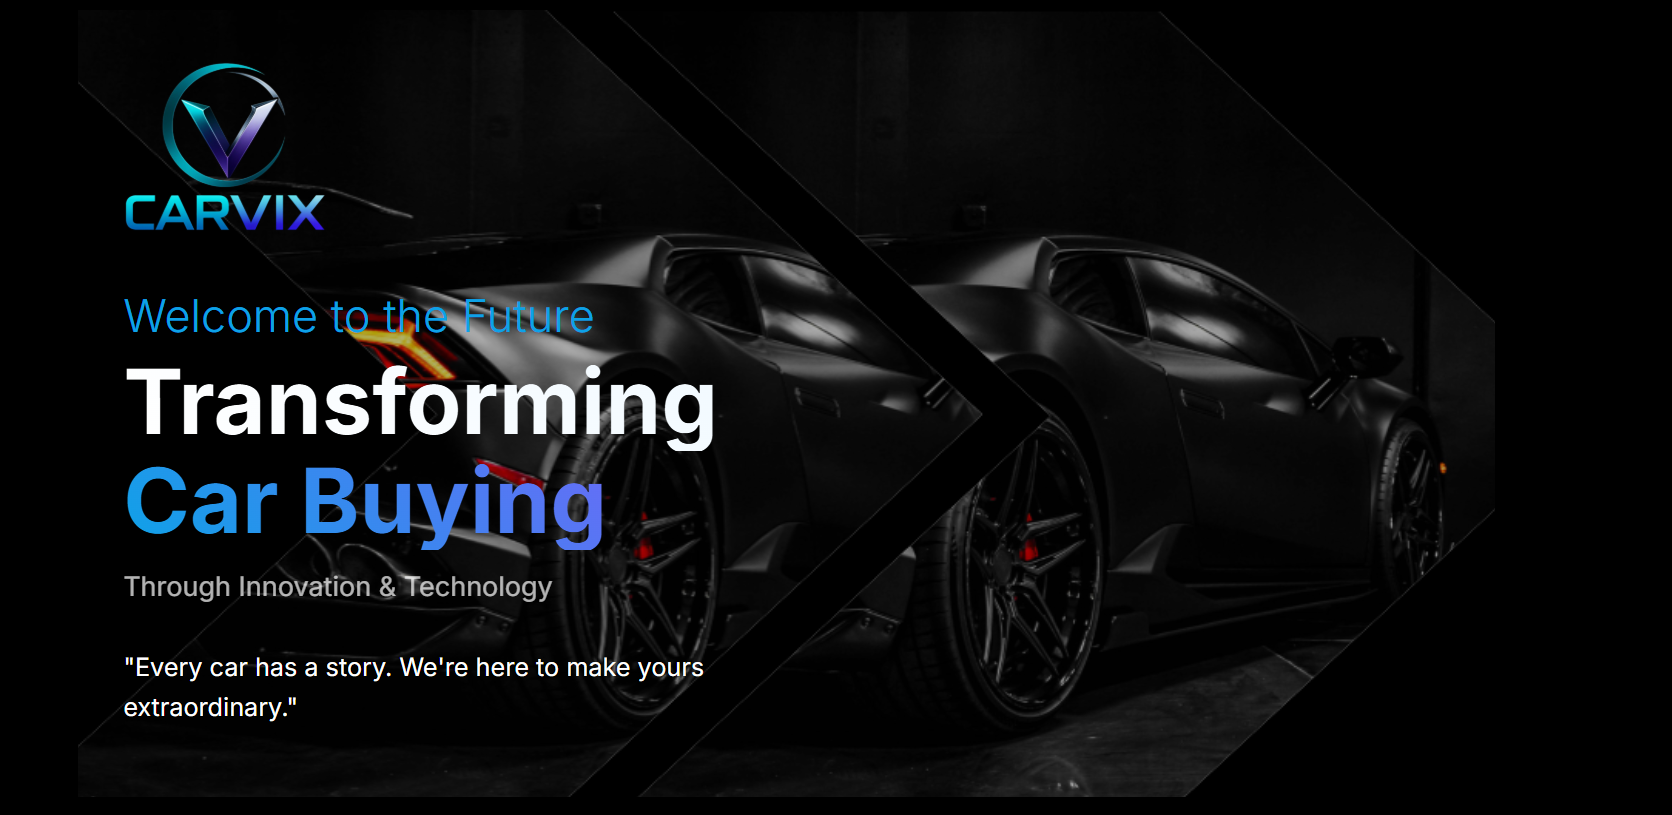 CARVIX
Welcome to the Future
Transforming
Car Buying
Through Innovation & Technology
"Every car has a story. We're here to make yours
extraordinary."